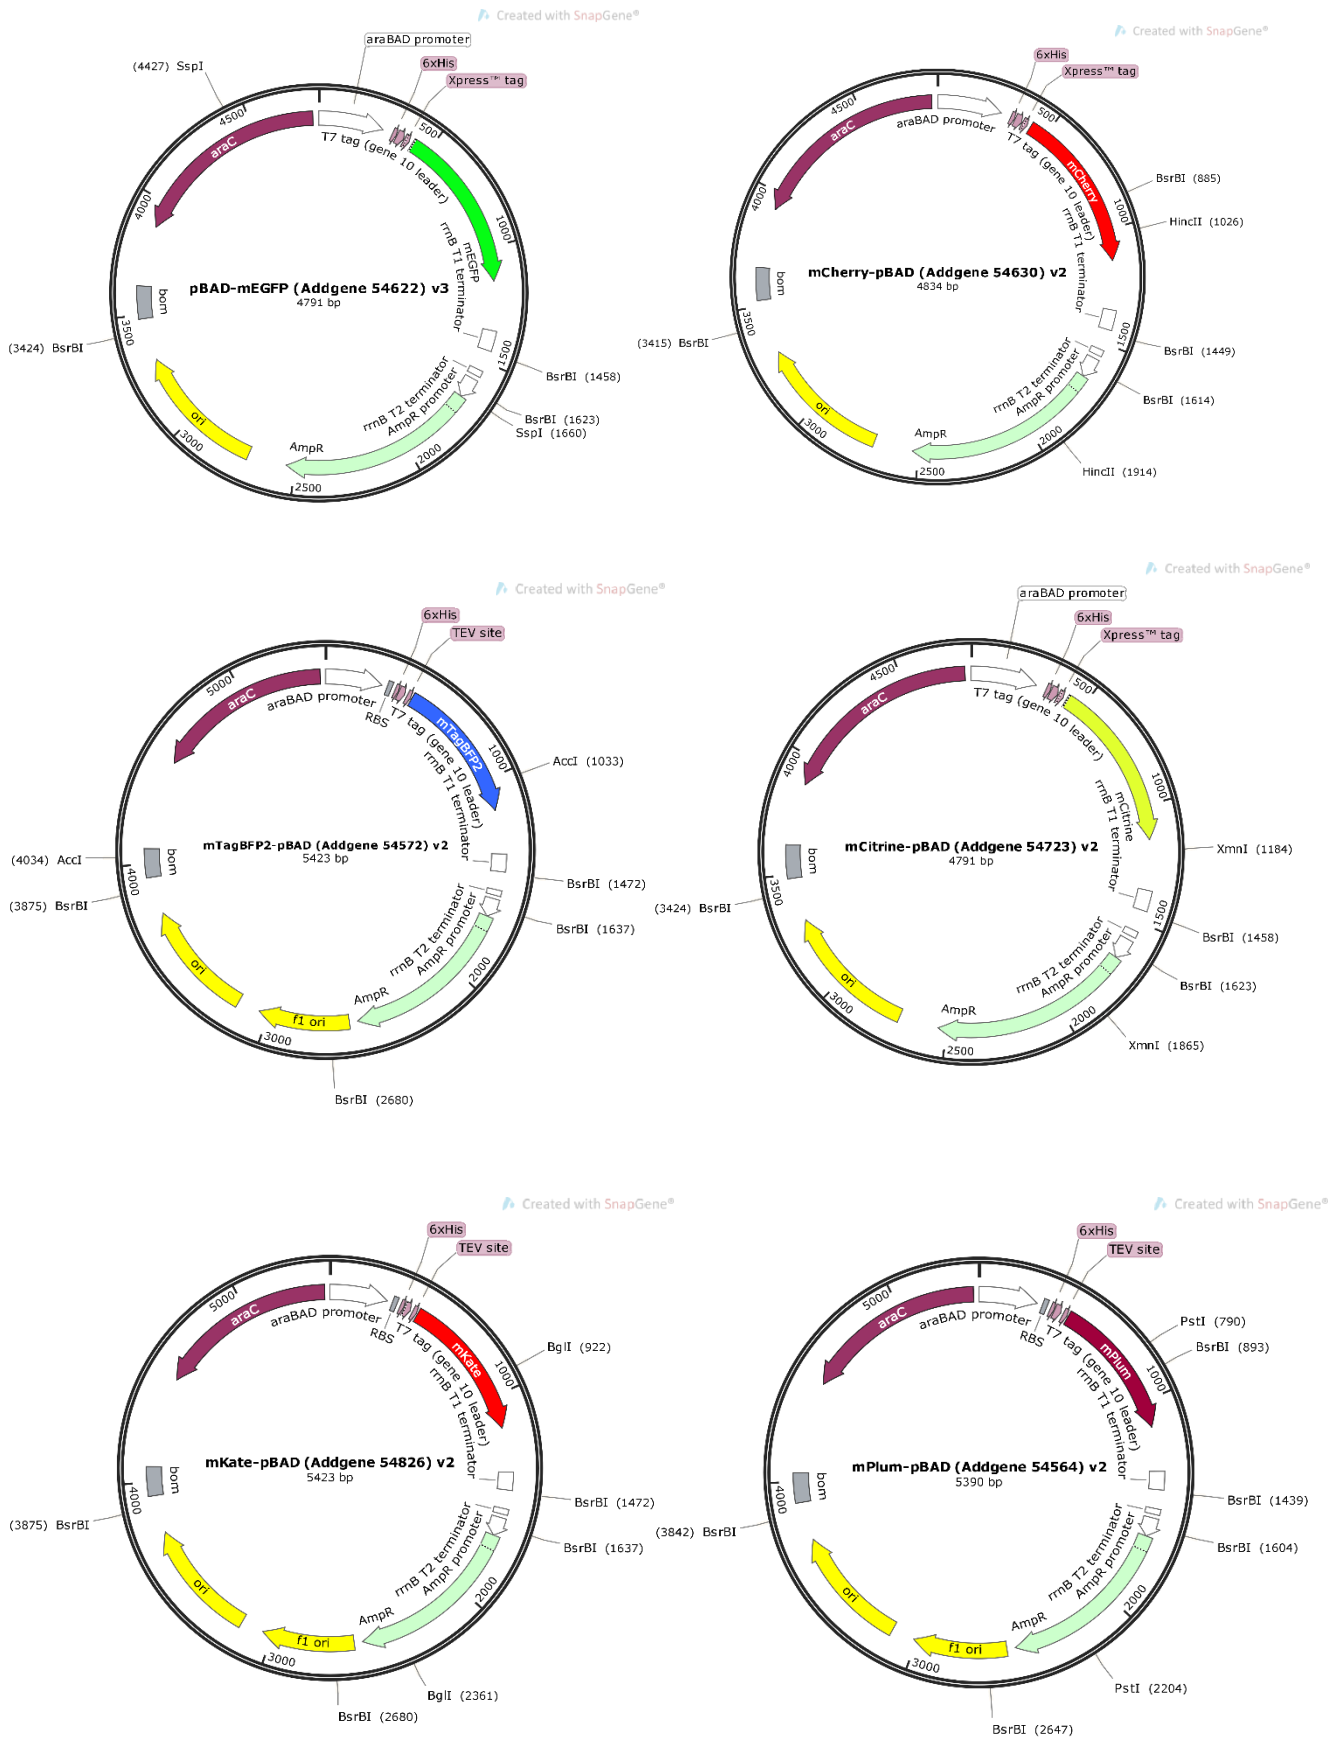 Created with SnapGene®
araBAD promoter
6xHis
Xpress™ tag
(4427) SspI
4500
araC
T7 tag (gene 10 leader)
500
1000
4000
mEGFP
rrnB T1 terminator
pBAD-mEGFP (Addgene 54622) v3
4791 bp
bom
3500
(3424) BsrBI
1500
BsrBI (1458)
rrnB T2 terminator
AmpR promoter
BsrBI (1623)
SspI (1660)
ori
3000
AmpR
2000
2500
Created with SnapGene®
6xHis
Xpress™ tag
4500
araC
araBAD promoter
T7 tag (gene 10 leader)
500
mCherry
BsrBI (885)
1000
HincII (1026)
4000
rrnB T1 terminator
mCherry-pBAD (Addgene 54630) v2
4834 bp
bom
3500
(3415) BsrBI
1500
BsrBI (1449)
rrnB T2 terminator
AmpR promoter
BsrBI (1614)
ori
3000
AmpR
2000
HincII (1914)
2500
Created with SnapGene®
6xHis
TEV site
5000
araC
araBAD promoter
RBS
T7 tag (gene 10 leader)
mTagBFP2
1000
AccI (1033)
rrnB T1 terminator
mTagBFP2-pBAD (Addgene 54572) v2
5423 bp
(4034) AccI
bom
4000
(3875) BsrBI
BsrBI (1472)
rrnB T2 terminator
AmpR promoter
BsrBI (1637)
ori
2000
AmpR
f1 ori
3000
BsrBI (2680)
Created with SnapGene®
araBAD promoter
6xHis
Xpress™ tag
4500
araC
T7 tag (gene 10 leader)
500
1000
4000
mCitrine
rrnB T1 terminator
mCitrine-pBAD (Addgene 54723) v2
4791 bp
XmnI (1184)
bom
3500
(3424) BsrBI
1500
BsrBI (1458)
rrnB T2 terminator
AmpR promoter
BsrBI (1623)
ori
3000
AmpR
2000
XmnI (1865)
2500
Created with SnapGene®
6xHis
TEV site
5000
araC
araBAD promoter
RBS
T7 tag (gene 10 leader)
mKate
BglI (922)
1000
rrnB T1 terminator
mKate-pBAD (Addgene 54826) v2
5423 bp
bom
4000
(3875) BsrBI
BsrBI (1472)
rrnB T2 terminator
AmpR promoter
BsrBI (1637)
ori
2000
AmpR
f1 ori
3000
BglI (2361)
BsrBI (2680)
Created with SnapGene®
6xHis
TEV site
5000
araC
araBAD promoter
RBS
T7 tag (gene 10 leader)
mPlum
PstI (790)
BsrBI (893)
1000
rrnB T1 terminator
mPlum-pBAD (Addgene 54564) v2
5390 bp
bom
4000
(3842) BsrBI
BsrBI (1439)
rrnB T2 terminator
AmpR promoter
BsrBI (1604)
ori
2000
AmpR
f1 ori
3000
PstI (2204)
BsrBI (2647)